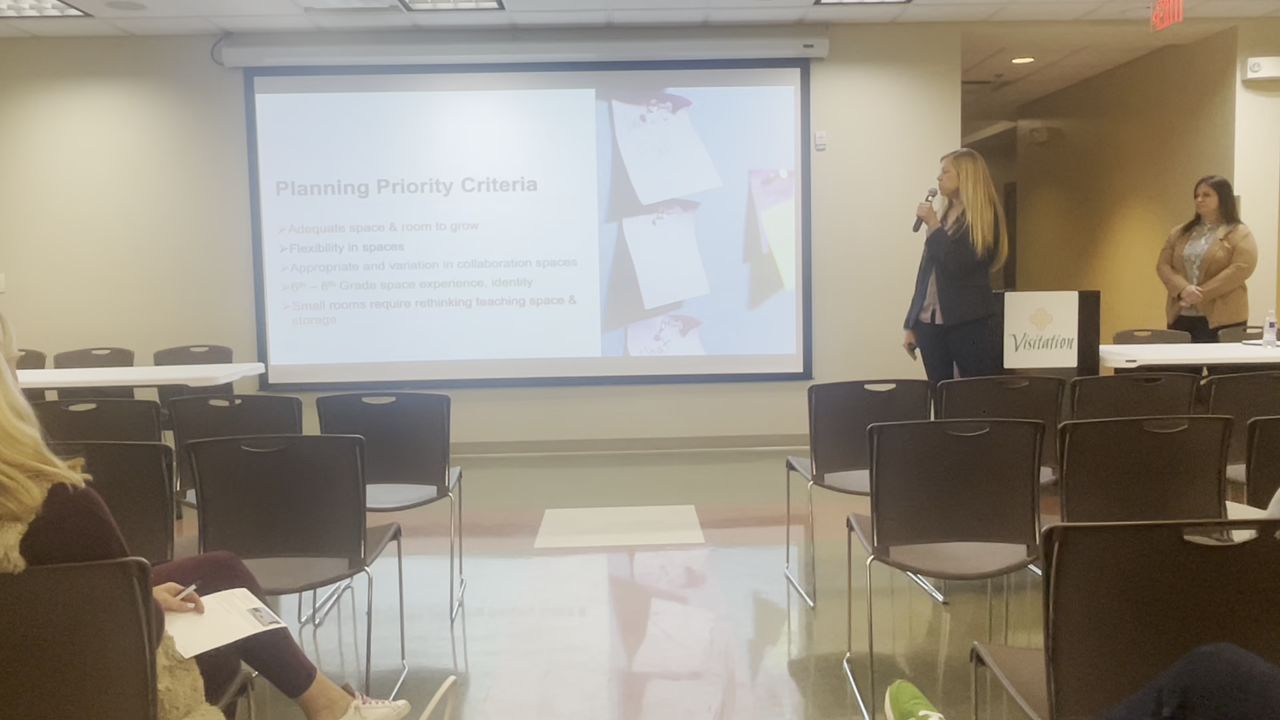 EXIT
Planning Priority Criteria
➢Adequate space & room to grow
➢Flexibility in spaces
➢Appropriate and variation in collaboration spaces
➢6th – 8th Grade space experience, identity
➢Small rooms require rethinking teaching space &
storage
Visitation